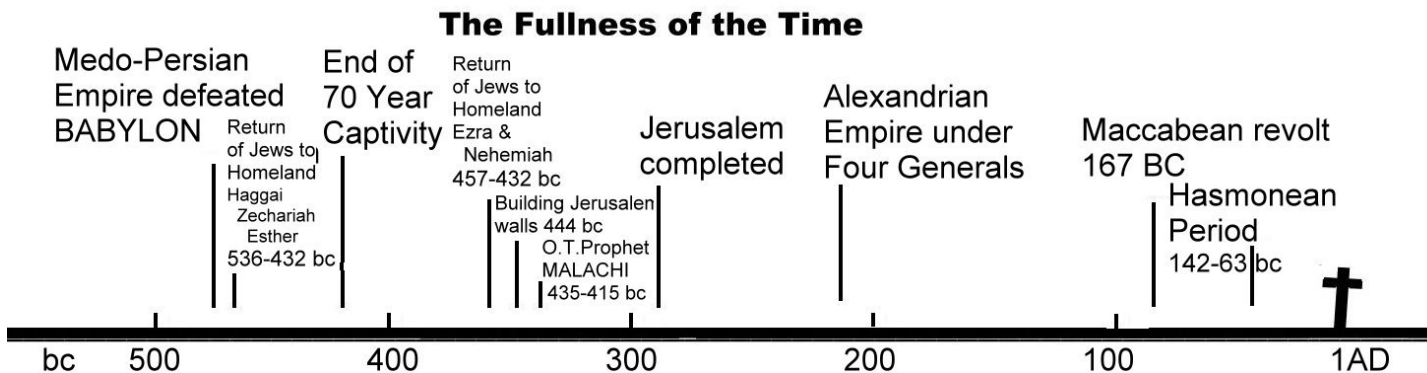 The Fullness of the Time
Medo-Persian
Empire defeated
BABYLON
Return
of Jews to
Homeland
Haggai
Zechariah
Esther
536-432 bc
End of
70 Year
Captivity
Return
of Jews to
Homeland
Ezra &
Nehemiah
457-432 bc
Building Jerusalen
walls 444 bc
O.T.Prophet
MALACHI
435-415 bc
Jerusalem
completed
Alexandrian
Empire under
Four Generals
Maccabean revolt
167 BC
Hasmonean
Period
142-63 bc
bc 500 400 300 200 100 1AD